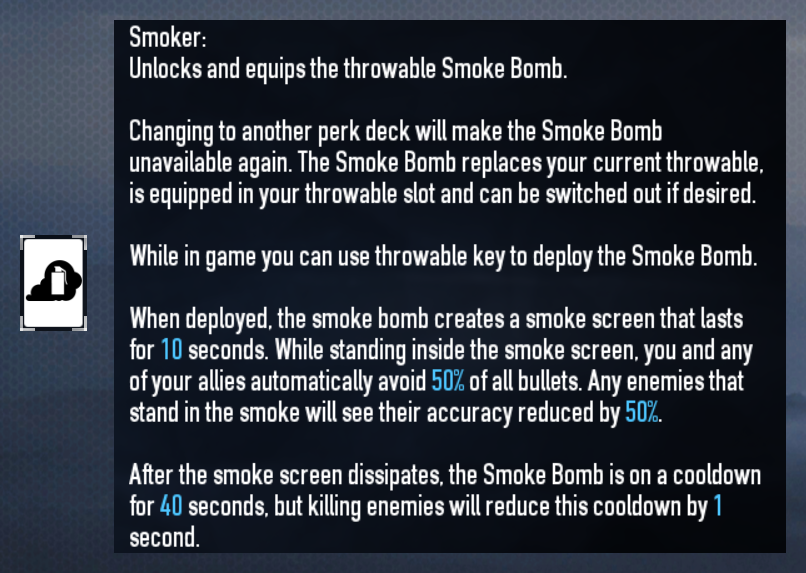 Smoker:
Unlocks and equips the throwable Smoke Bomb.
Changing to another perk deck will make the Smoke Bomb
unavailable again. The Smoke Bomb replaces your current throwable,
is equipped in your throwable slot and can be switched out if desired.
While in game you can use throwable key to deploy the Smoke Bomb.
When deployed, the smoke bomb creates a smoke screen that lasts
for 10 seconds. While standing inside the smoke screen, you and any
of your allies automatically avoid 50% of all bullets. Any enemies that
stand in the smoke will see their accuracy reduced by 50%.
After the smoke screen dissipates, the Smoke Bomb is on a cooldown
for 40 seconds, but killing enemies will reduce this cooldown by 1
second.